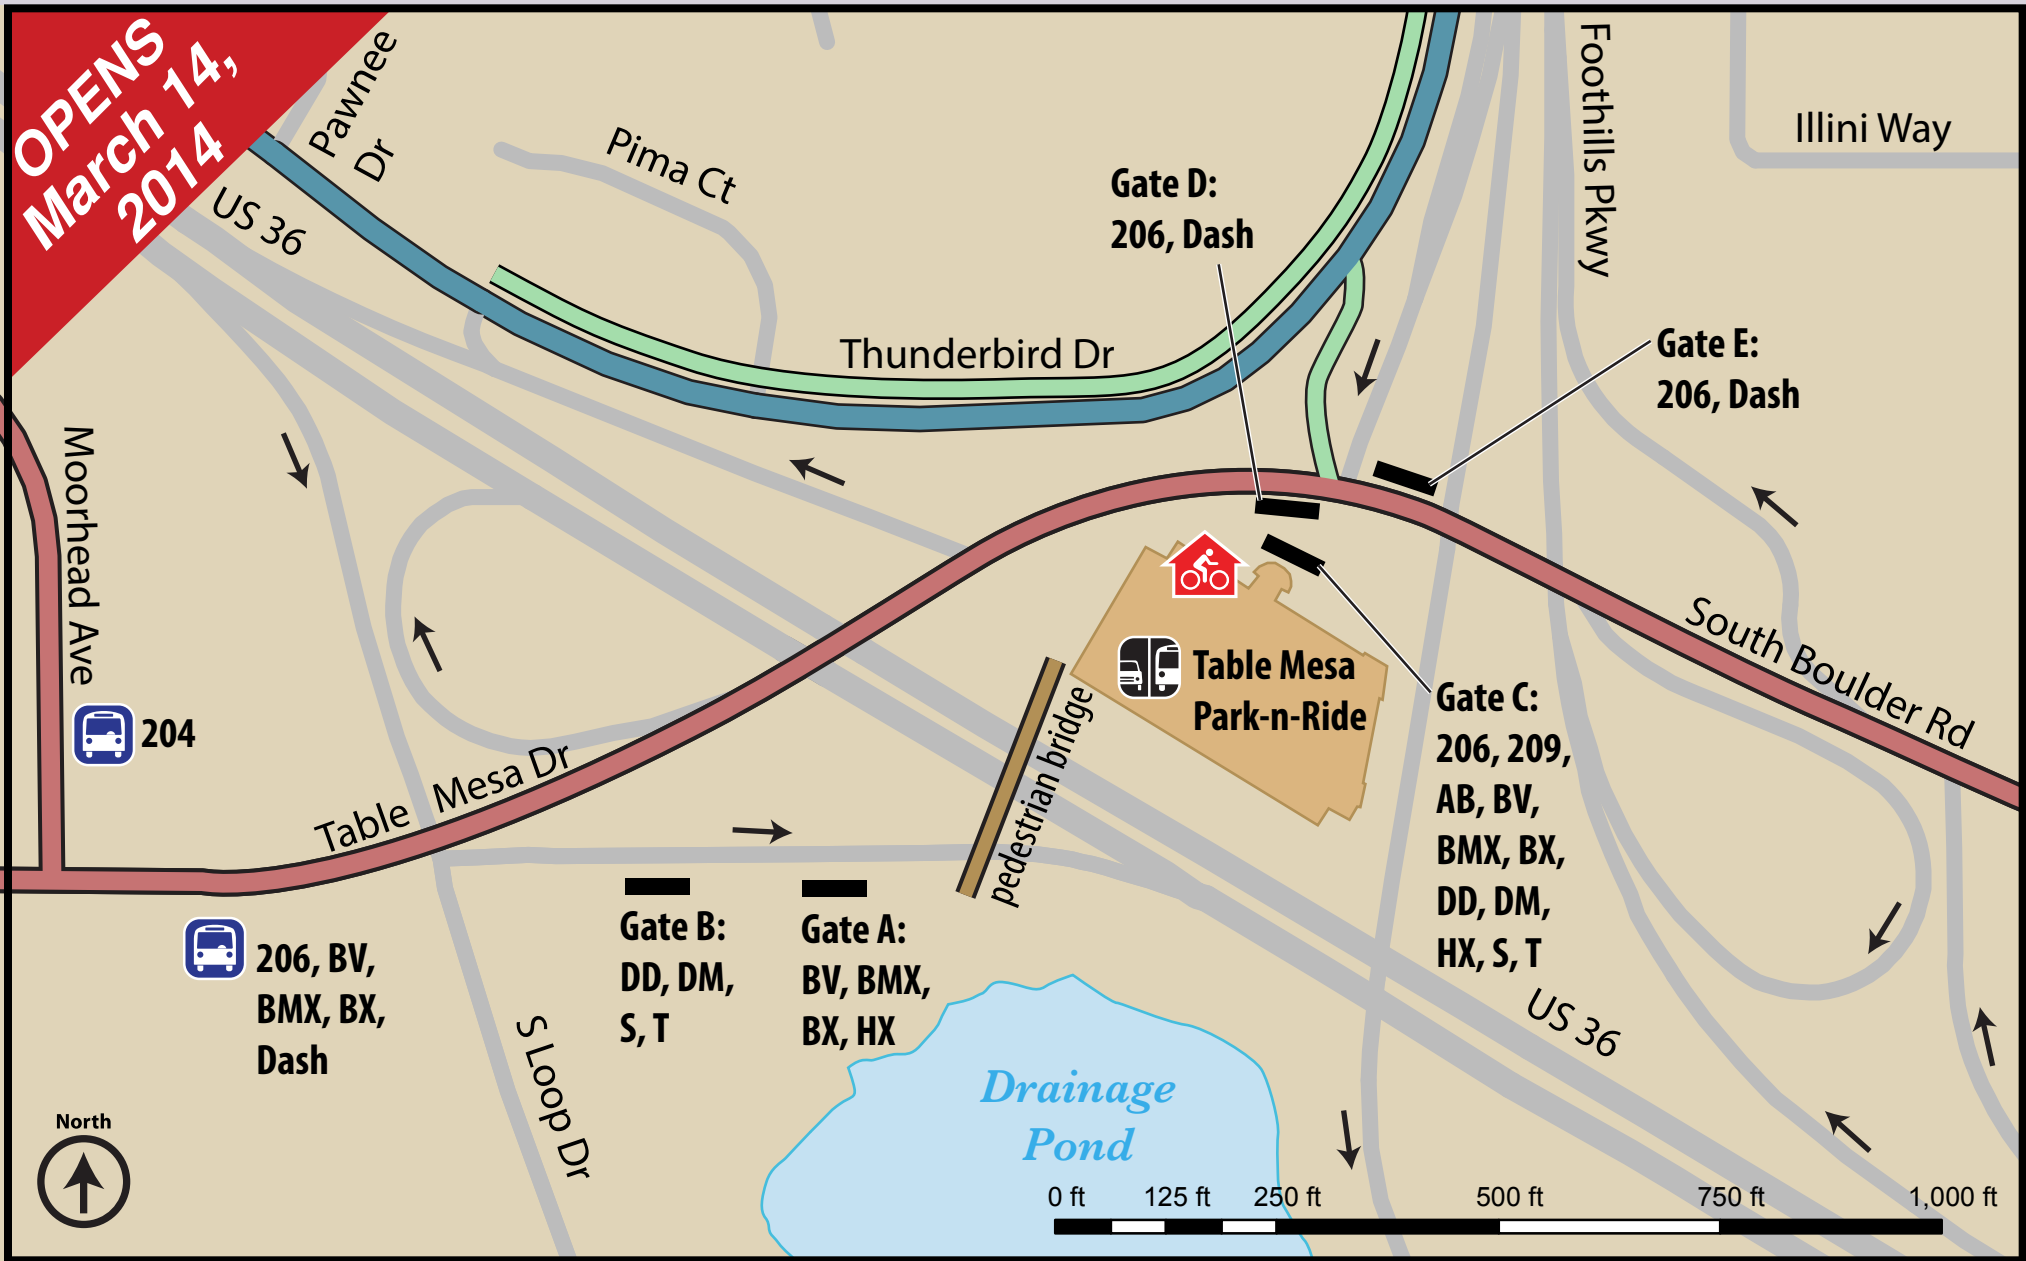 OPENS
March 14,
2014
Pawnee
Dr
US 36
Pima Ct
Thunderbird Dr
Gate D:
206, Dash
Foothills Pkwy
Illini Way
Gate E:
206, Dash
Moorhead Ave
204
Table Mesa Dr
Table Mesa
Park-n-Ride
pedestrian bridge
South Boulder Rd
Gate C:
206, 209,
AB, BV,
BMX, BX,
DD, DM,
HX, S, T
US 36
206, BV,
BMX, BX,
Dash
Gate B:
DD, DM,
S, T
Gate A:
BV, BMX,
BX, HX
S Loop Dr
Drainage
Pond
North
0 ft 125 ft 250 ft 500 ft 750 ft 1,000 ft